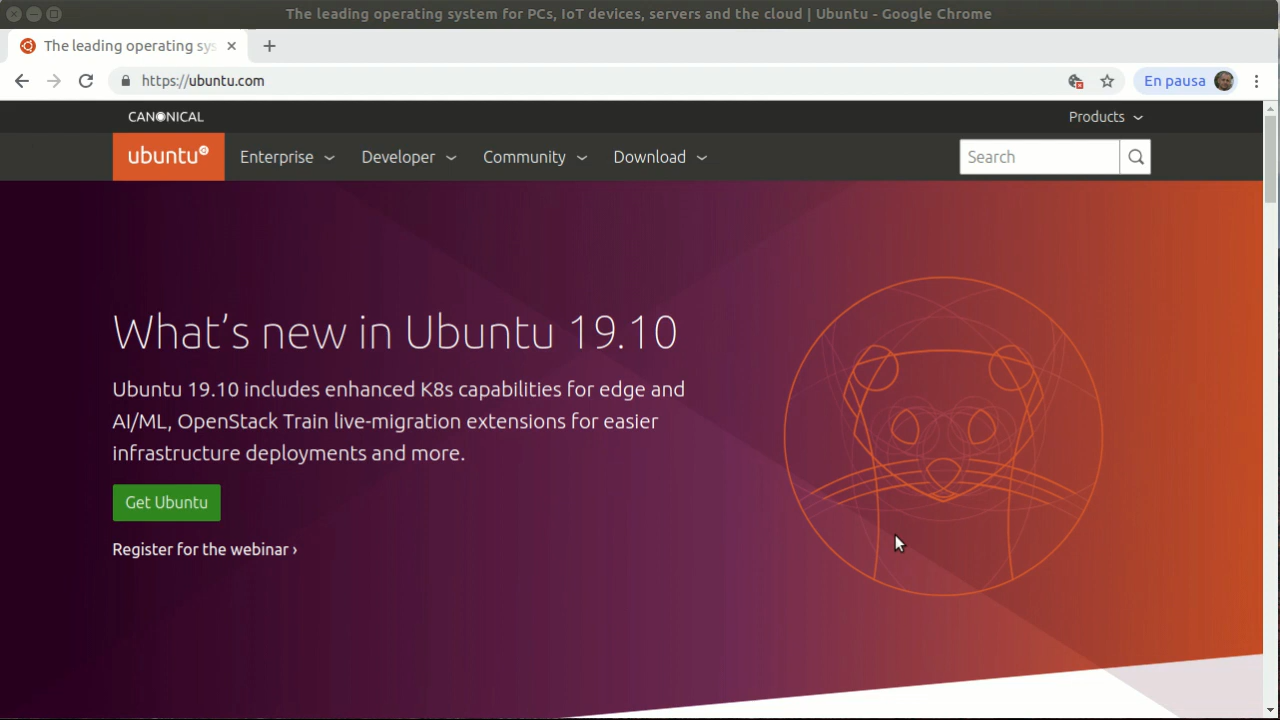 The leading operating system for PCs, IoT devices, servers and the cloud | Ubuntu - Google Chrome
The leading operating sys
https://ubuntu.com
En pausa
CANONICAL
Products
ubuntu
Enterprise
Developer
Community
Download
Search
What's new in Ubuntu 19.10
Ubuntu 19.10 includes enhanced K8s capabilities for edge and
AI/ML, OpenStack Train live-migration extensions for easier
infrastructure deployments and more.
Get Ubuntu
Register for the webinar ›